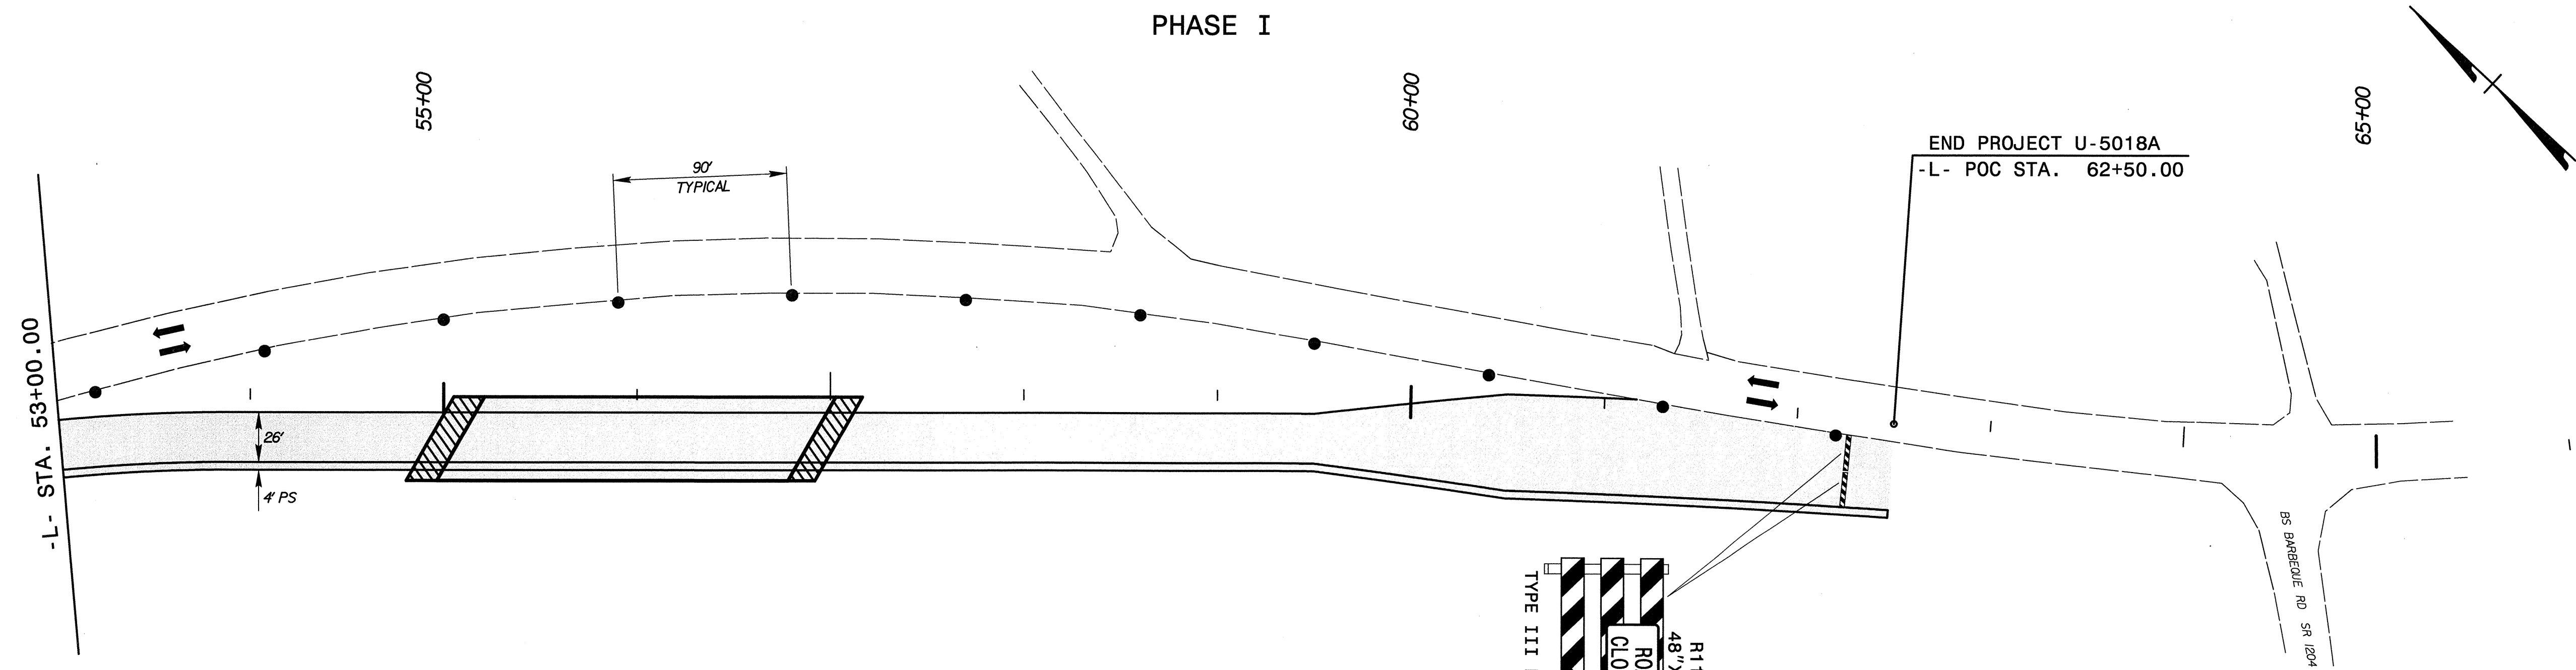 PHASE I
55+00
60+00
65+00
END PROJECT U-5018A
-L- POC STA. 62+50.00
90'
TYPICAL
-L- STA. 53+00.00
26'
4' PS
TYPE III
R11
48"X
RO
CLO
BS BARBEQUE RD SR 1204